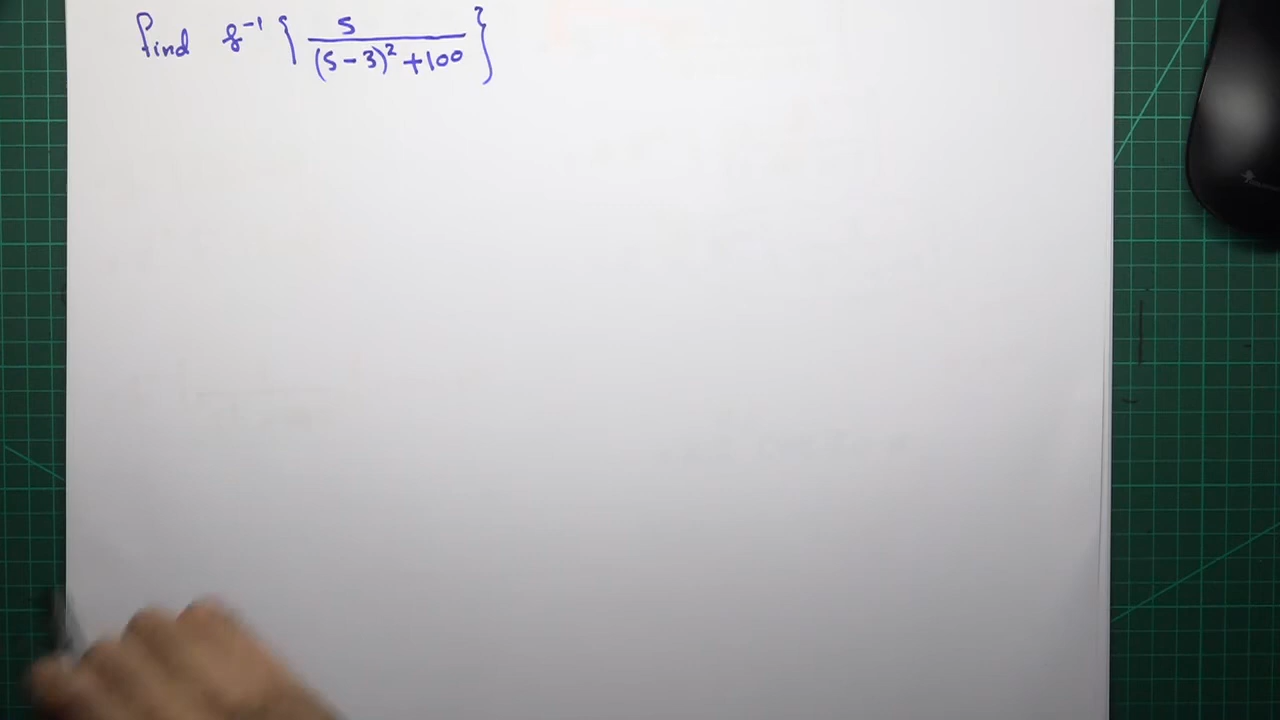 find ℒ⁻¹ { s / ((s-3)² + 100) }